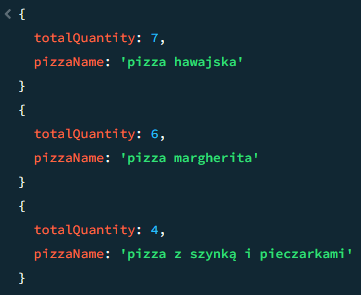 {
totalQuantity: 7,
pizzaName: 'pizza hawajska'
}
{
totalQuantity: 6,
pizzaName: 'pizza margherita'
}
{
totalQuantity: 4,
pizzaName: 'pizza z szynką i pieczarkami'
}